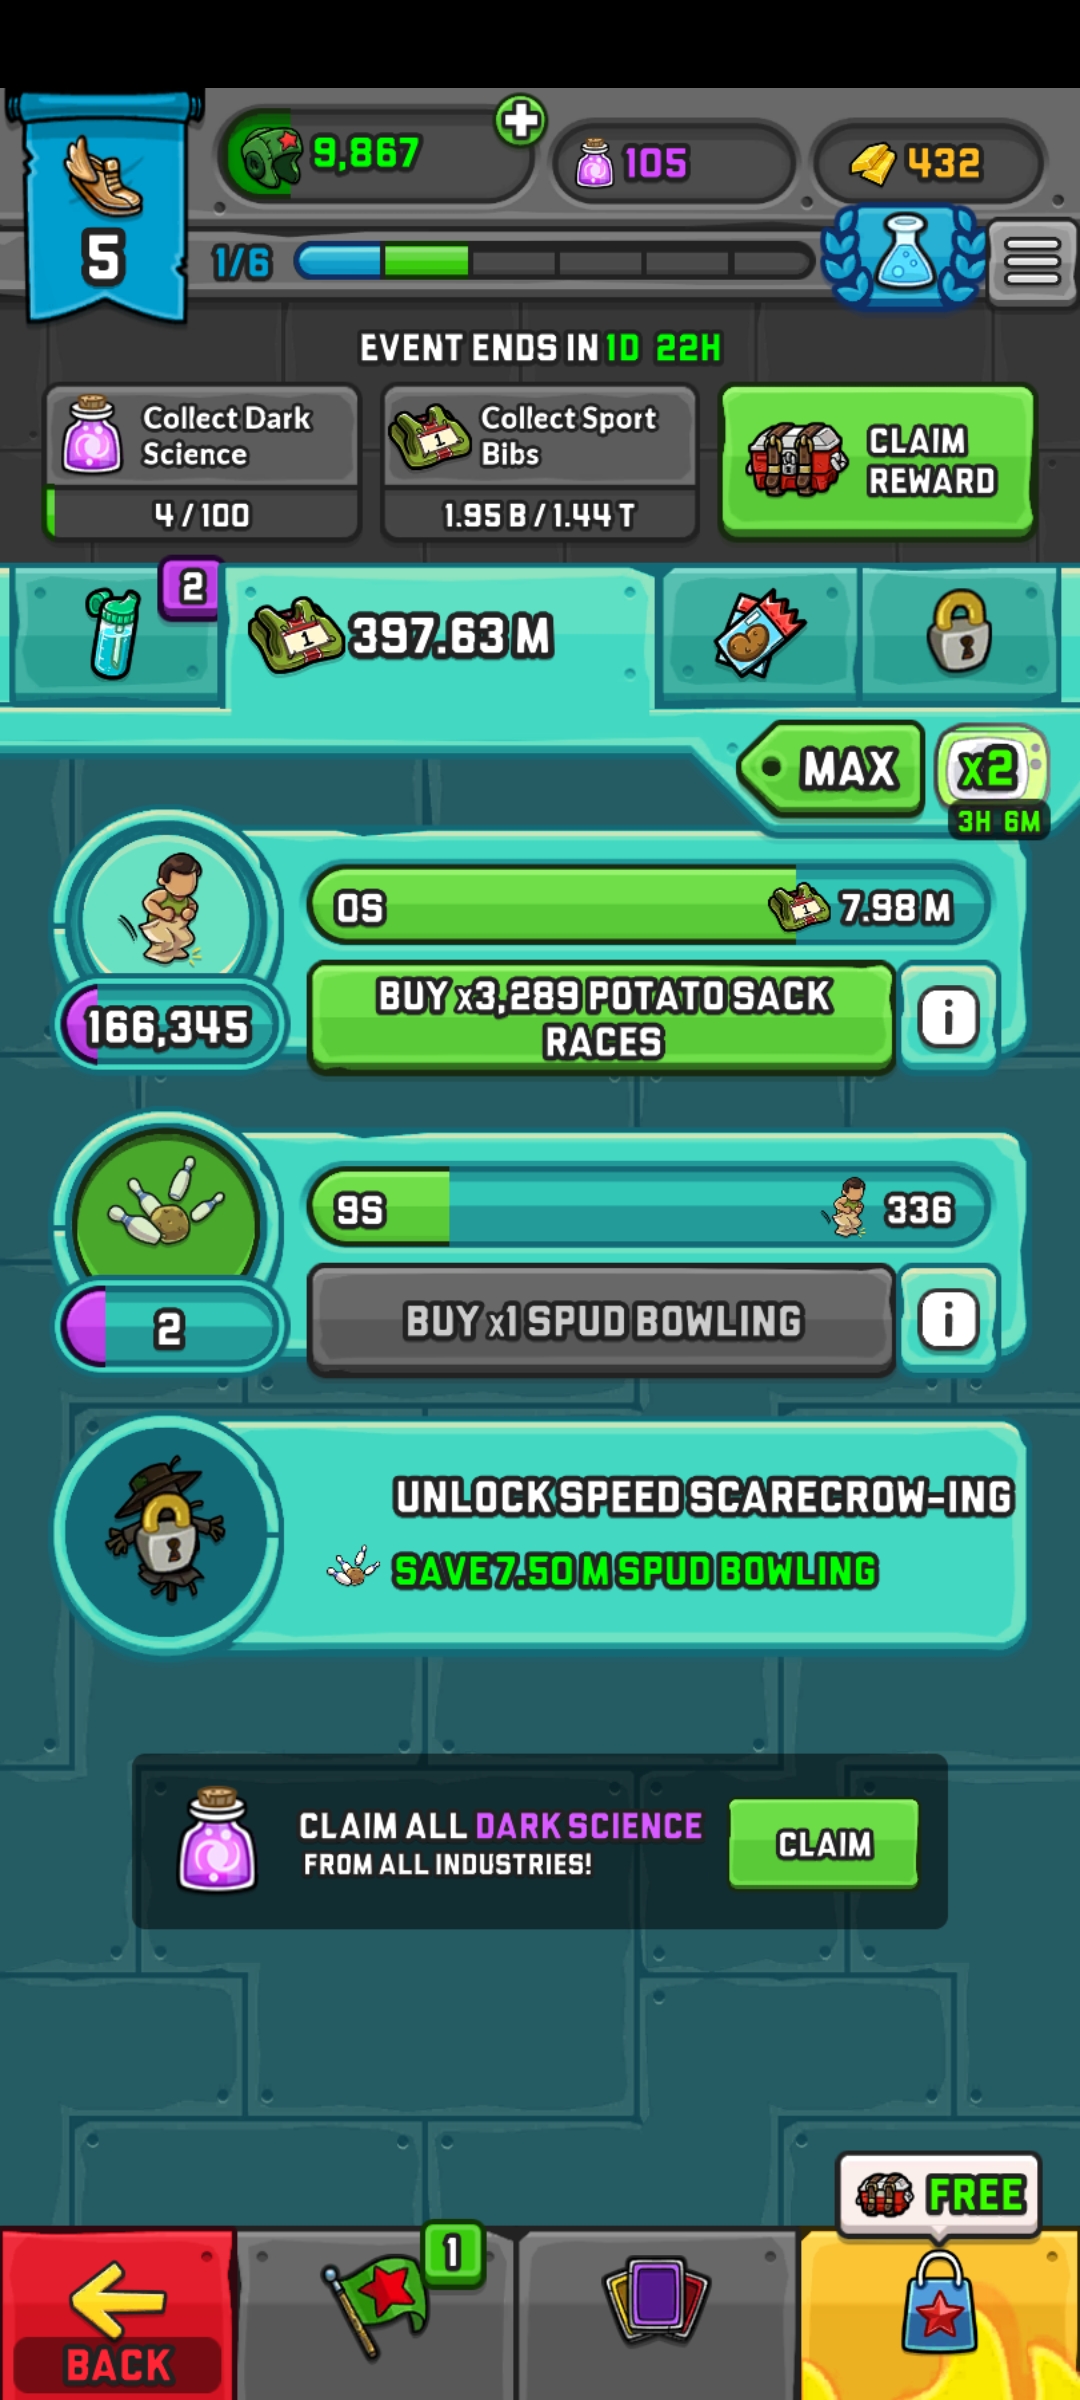 9,867
105
432
5
1/6
EVENT ENDS IN 1D 22H
Collect Dark
Science
4 / 100
Collect Sport
Bibs
1.95 B / 1.44 T
CLAIM
REWARD
2
1
397.63 M
MAX
x2
3H 6M
0S
7.98 M
BUY x3,289 POTATO SACK
RACES
166,345
9S
336
BUY x1 SPUD BOWLING
2
UNLOCK SPEED SCARECROW-ING
SAVE 7.50 M SPUD BOWLING
CLAIM ALL DARK SCIENCE
FROM ALL INDUSTRIES!
CLAIM
FREE
1
BACK